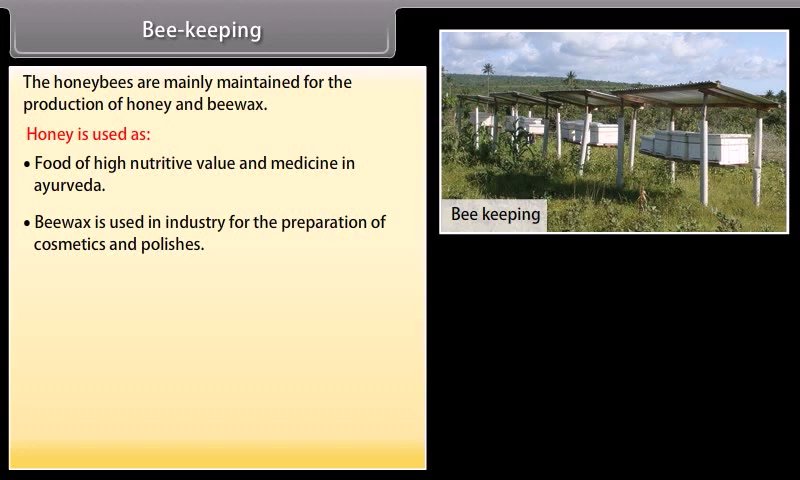 Bee-keeping
The honeybees are mainly maintained for the
production of honey and beewax.
Honey is used as:
• Food of high nutritive value and medicine in
ayurveda.
• Beewax is used in industry for the preparation of
cosmetics and polishes.
Bee keeping